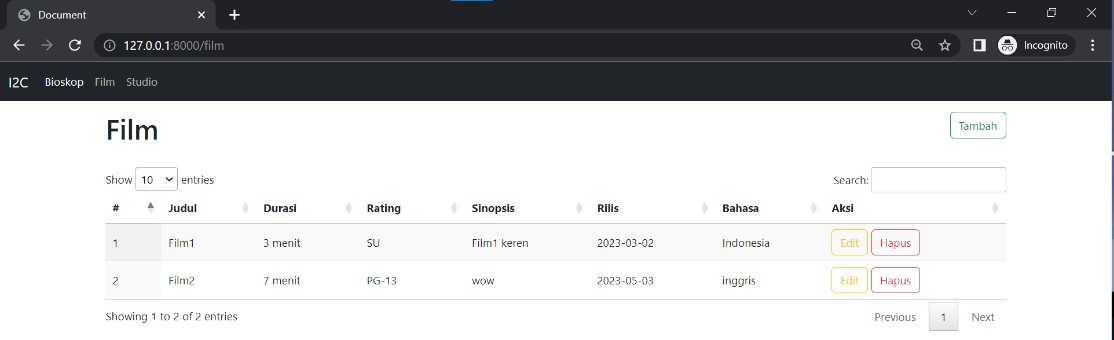 Document
127.0.0.1:8000/film
Incognito
I2C Bioskop Film Studio
Film
Tambah
Show 10 entries
Search:
# Judul Durasi Rating Sinopsis Rilis Bahasa Aksi
1 Film1 3 menit SU Film1 keren 2023-03-02 Indonesia Edit Hapus
2 Film2 7 menit PG-13 wow 2023-05-03 inggris Edit Hapus
Showing 1 to 2 of 2 entries
Previous 1 Next